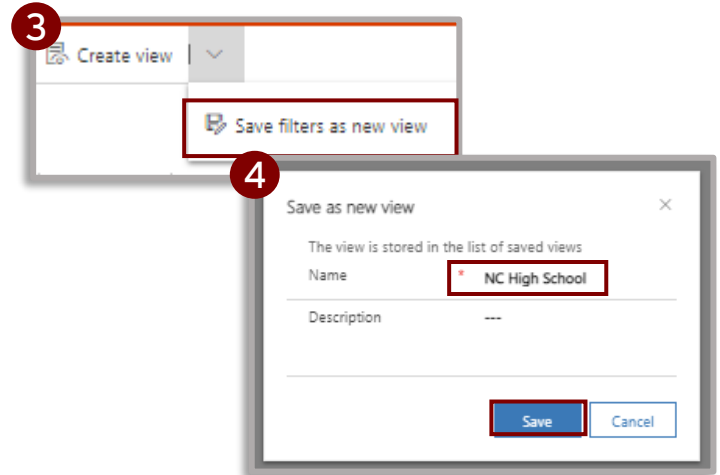 3
Create view
Save filters as new view
4
Save as new view
The view is stored in the list of saved views
Name * NC High School
Description ---
Save Cancel